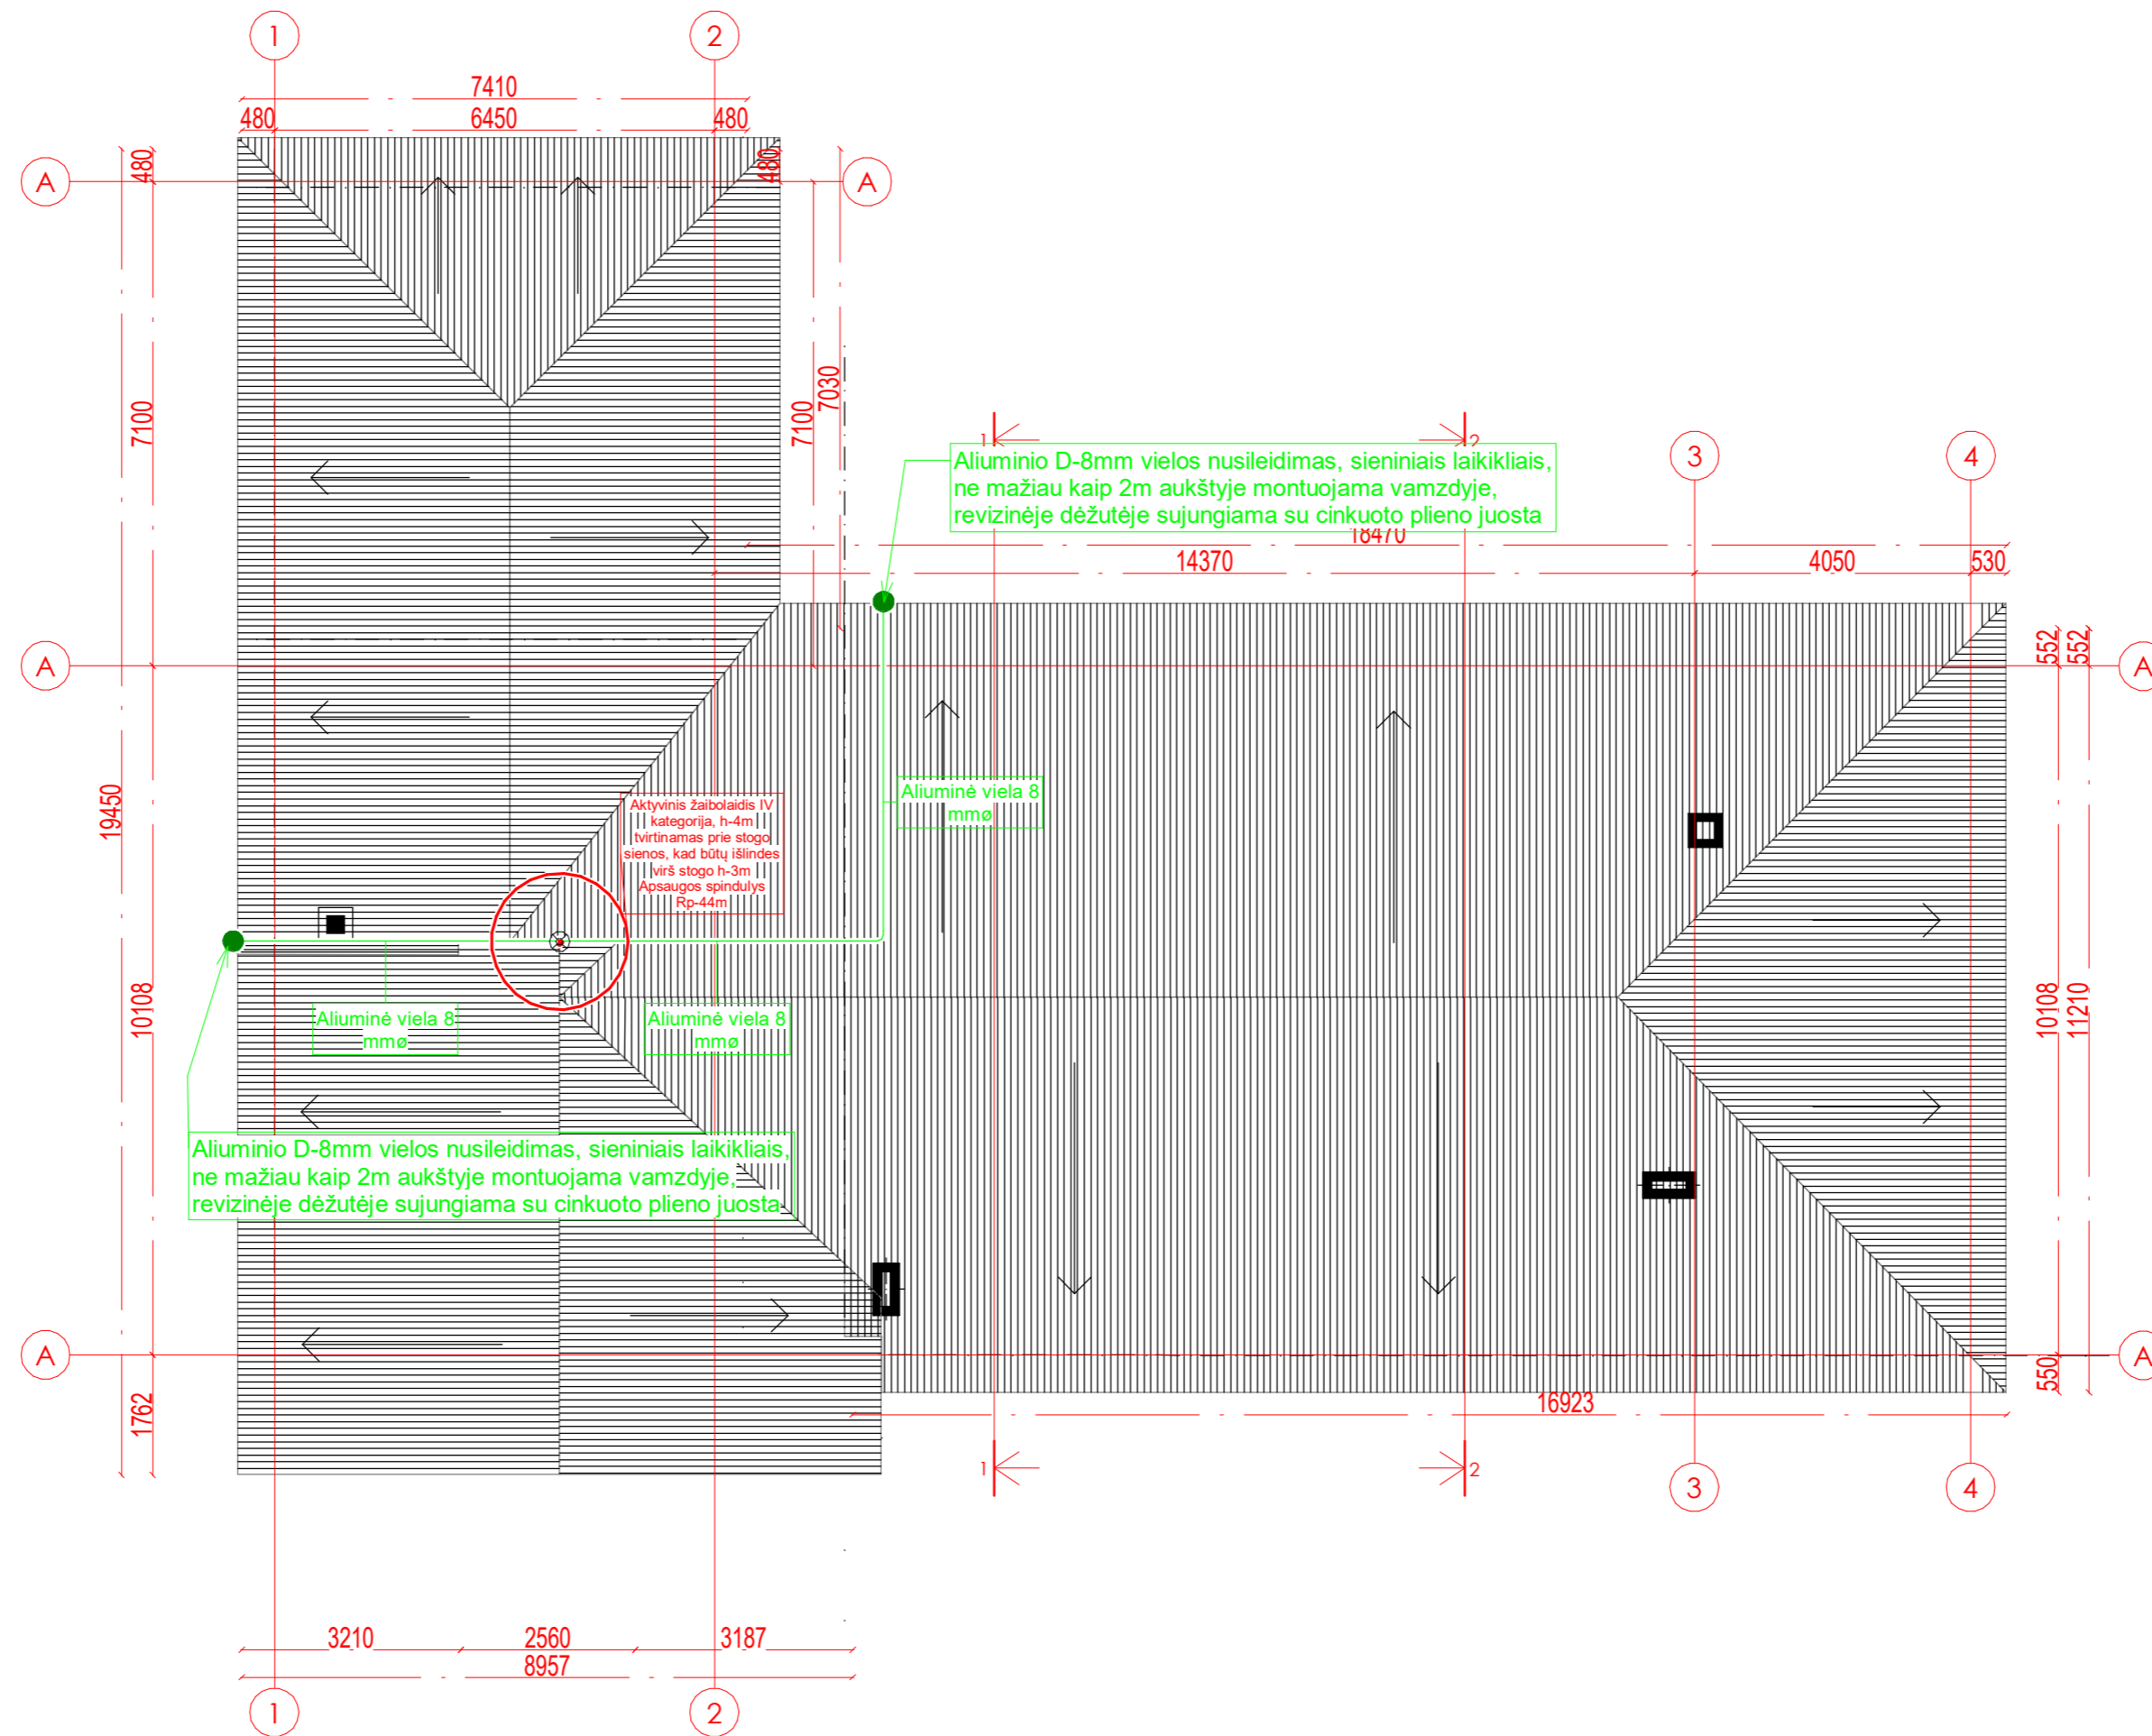 1
2
7410
480
6450
480
480
480
A
A
7100
7100
7030
1
2
Aliuminio D-8mm vielos nusileidimas, sieniniais laikikliais,
ne mažiau kaip 2m aukštyje montuojama vamzdyje,
revizinėje dėžutėje sujungiama su cinkuoto plieno juosta
3
4
18470
14370
4050
530
A
552
552
A
19450
Aktyvinis žaibolaidis IV
kategorija, h-4m
tvirtinamas prie stogo
sienos, kad būtų išlindes
virš stogo h-3m
Apsaugos spindulys
Rp-44m
Aliuminė viela 8
mmø
10108
Aliuminė viela 8
mmø
Aliuminė viela 8
mmø
10108
11210
Aliuminio D-8mm vielos nusileidimas, sieniniais laikikliais,
ne mažiau kaip 2m aukštyje montuojama vamzdyje,
revizinėje dėžutėje sujungiama su cinkuoto plieno juosta
A
A
1762
550
16923
1
2
3
4
3210
2560
3187
8957
1
2